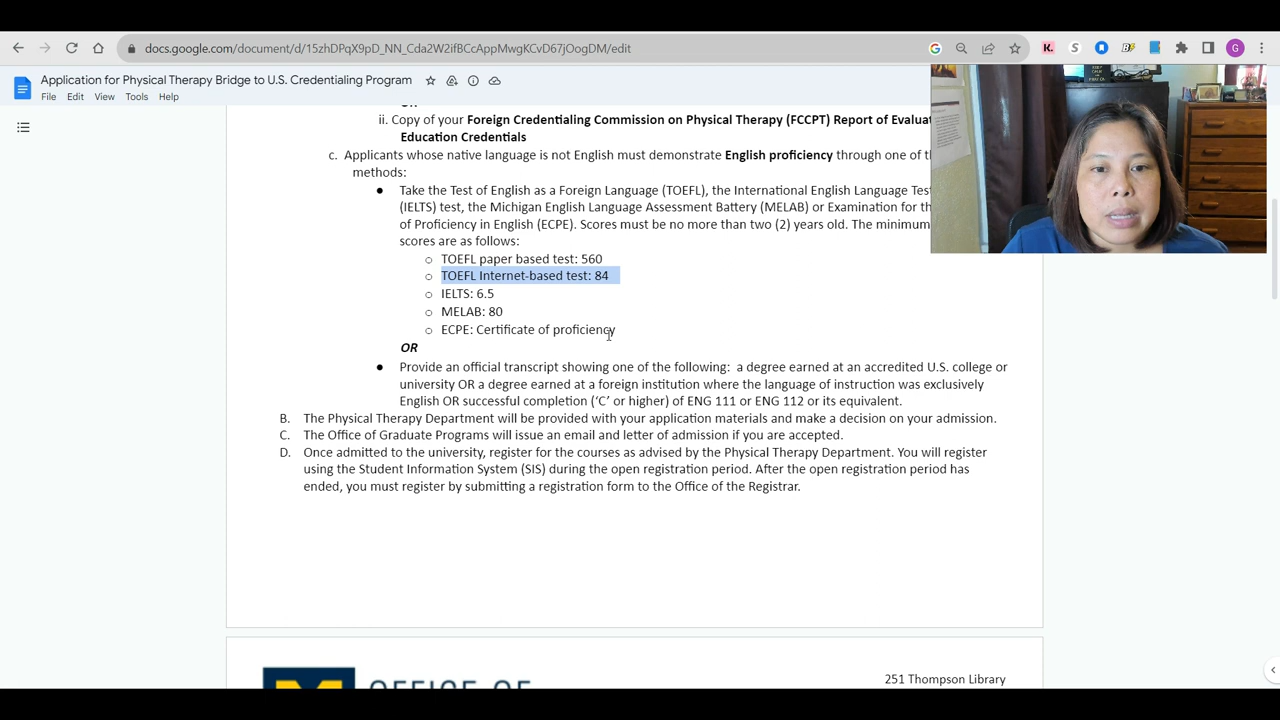 docs.google.com/document/d/15zhDPqX9pD_NN_Cda2W2ifBCcAppMwgKCvD67jOogDM/edit
Application for Physical Therapy Bridge to U.S. Credentialing Program
File Edit View Tools Help
ii. Copy of your Foreign Credentialing Commission on Physical Therapy (FCCPT) Report of
Education Credentials
c. Applicants whose native language is not English must demonstrate English proficiency through one of
methods:
● Take the Test of English as a Foreign Language (TOEFL), the International English Language
(IELTS) test, the Michigan English Language Assessment Battery (MELAB) or Examination for
of Proficiency in English (ECPE). Scores must be no more than two (2) years old. The minimum
scores are as follows:
○ TOEFL paper based test: 560
○ TOEFL Internet-based test: 84
○ IELTS: 6.5
○ MELAB: 80
○ ECPE: Certificate of proficiency
OR
● Provide an official transcript showing one of the following: a degree earned at an accredited U.S. college or
university OR a degree earned at a foreign institution where the language of instruction was exclusively
English OR successful completion (‘C’ or higher) of ENG 111 or ENG 112 or its equivalent.
B. The Physical Therapy Department will be provided with your application materials and make a decision on your admission.
C. The Office of Graduate Programs will issue an email and letter of admission if you are accepted.
D. Once admitted to the university, register for the courses as advised by the Physical Therapy Department. You will register
using the Student Information System (SIS) during the open registration period. After the open registration period has
ended, you must register by submitting a registration form to the Office of the Registrar.
OFFICE OF
251 Thompson Library